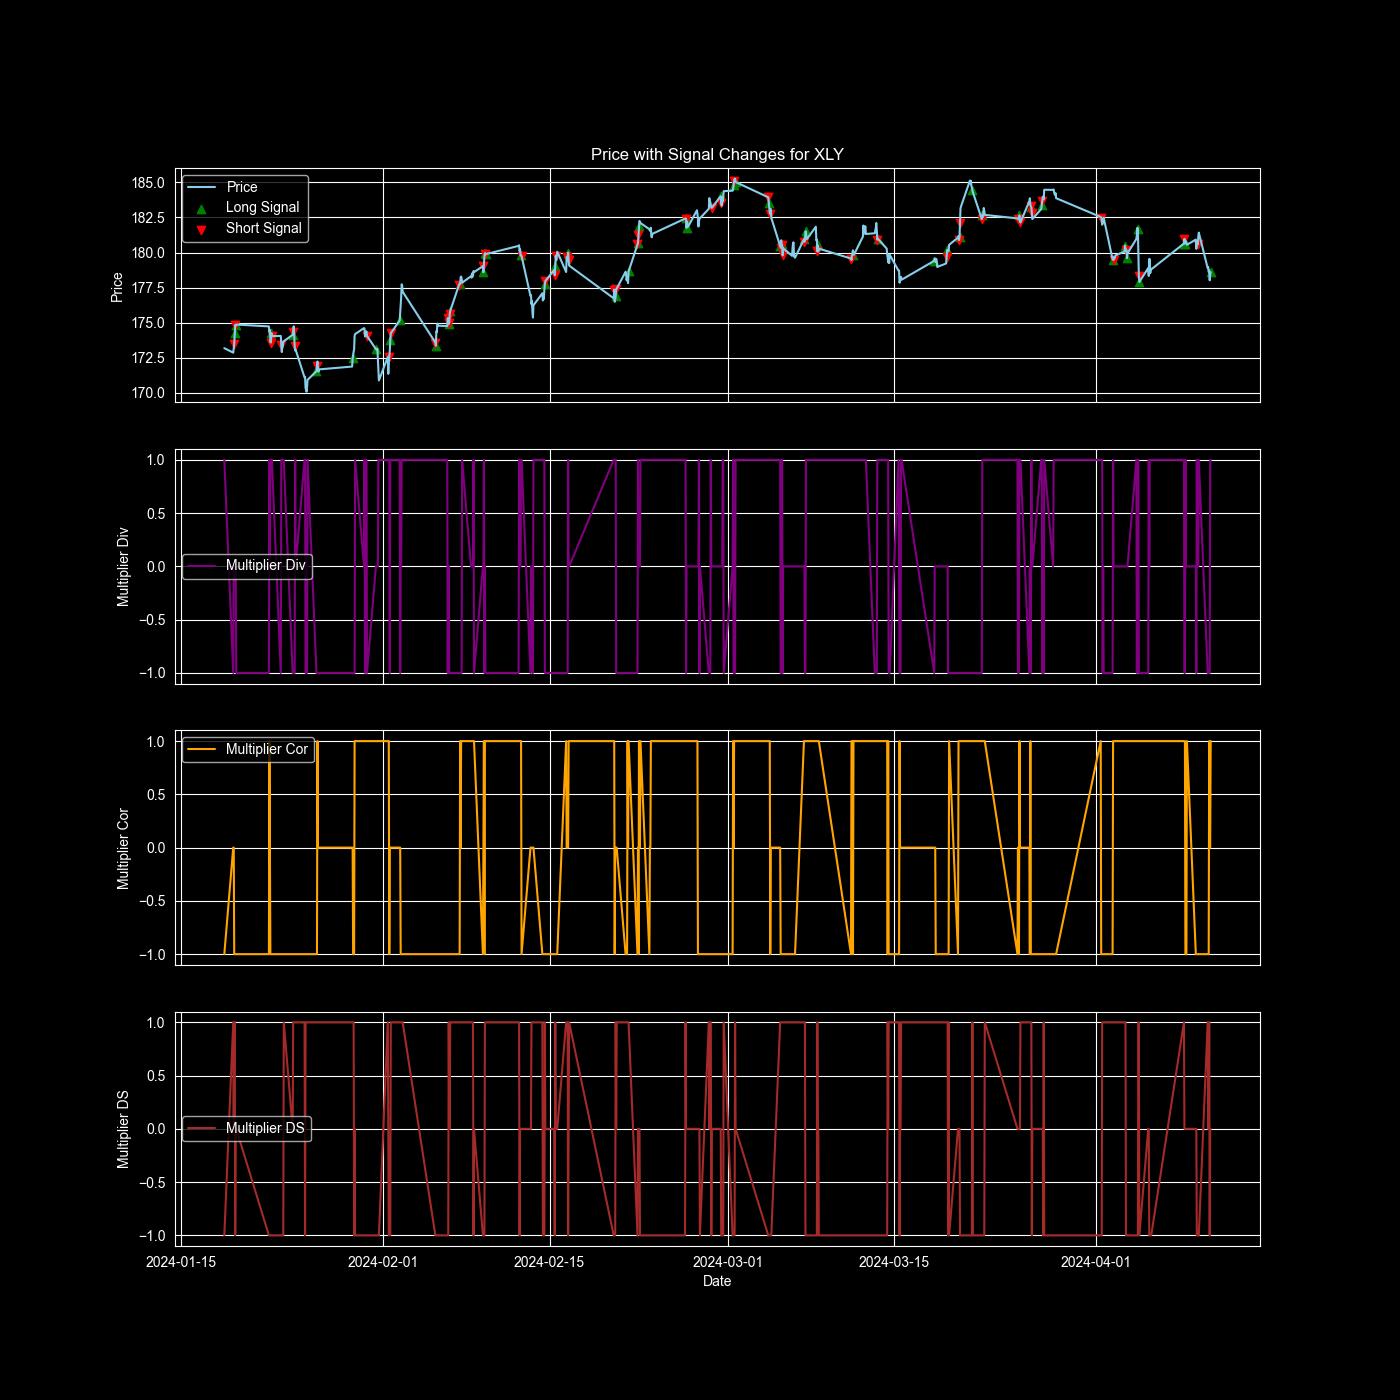 Price with Signal Changes for XLY
185.0
182.5
180.0
177.5
175.0
172.5
170.0
Price
Price
Long Signal
Short Signal
1.0
0.5
0.0
−0.5
−1.0
Multiplier Div
Multiplier Div
1.0
0.5
0.0
−0.5
−1.0
Multiplier Cor
Multiplier Cor
1.0
0.5
0.0
−0.5
−1.0
Multiplier DS
Multiplier DS
2024-01-15 2024-02-01 2024-02-15 2024-03-01 2024-03-15 2024-04-01
Date